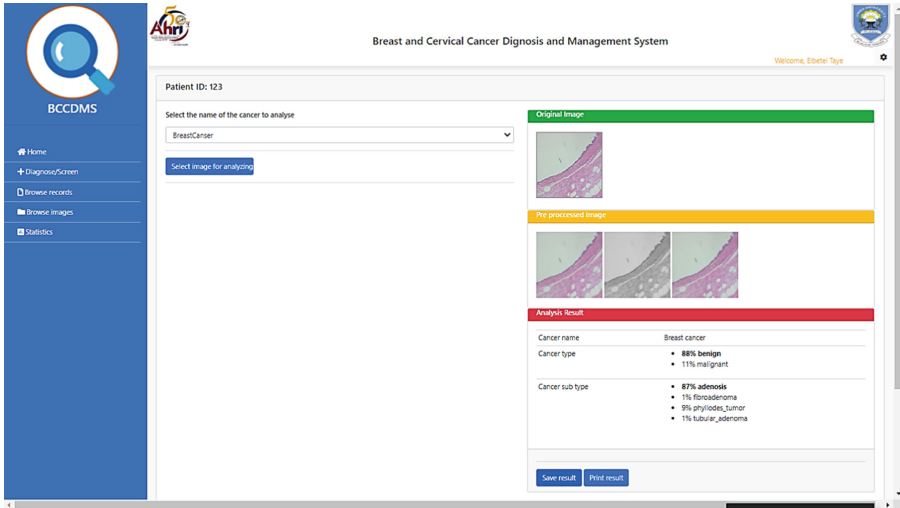 50
Ahri
Breast and Cervical Cancer Dignosis and Management System
Welcome, Elbetel Taye
BCCDMS
Home
Diagnose/Screen
Browse records
Browse images
Statistics
Patient ID: 123
Select the name of the cancer to analyse
BreastCanser
Select image for analyzing
Original Image
Pre proccessed Image
Analysis Result
Cancer name Breast cancer
Cancer type 88% benign
11% malignant
Cancer sub type 87% adenosis
1% fibroadenoma
9% phyllodes_tumor
1% tubular_adenoma
Save result Print result